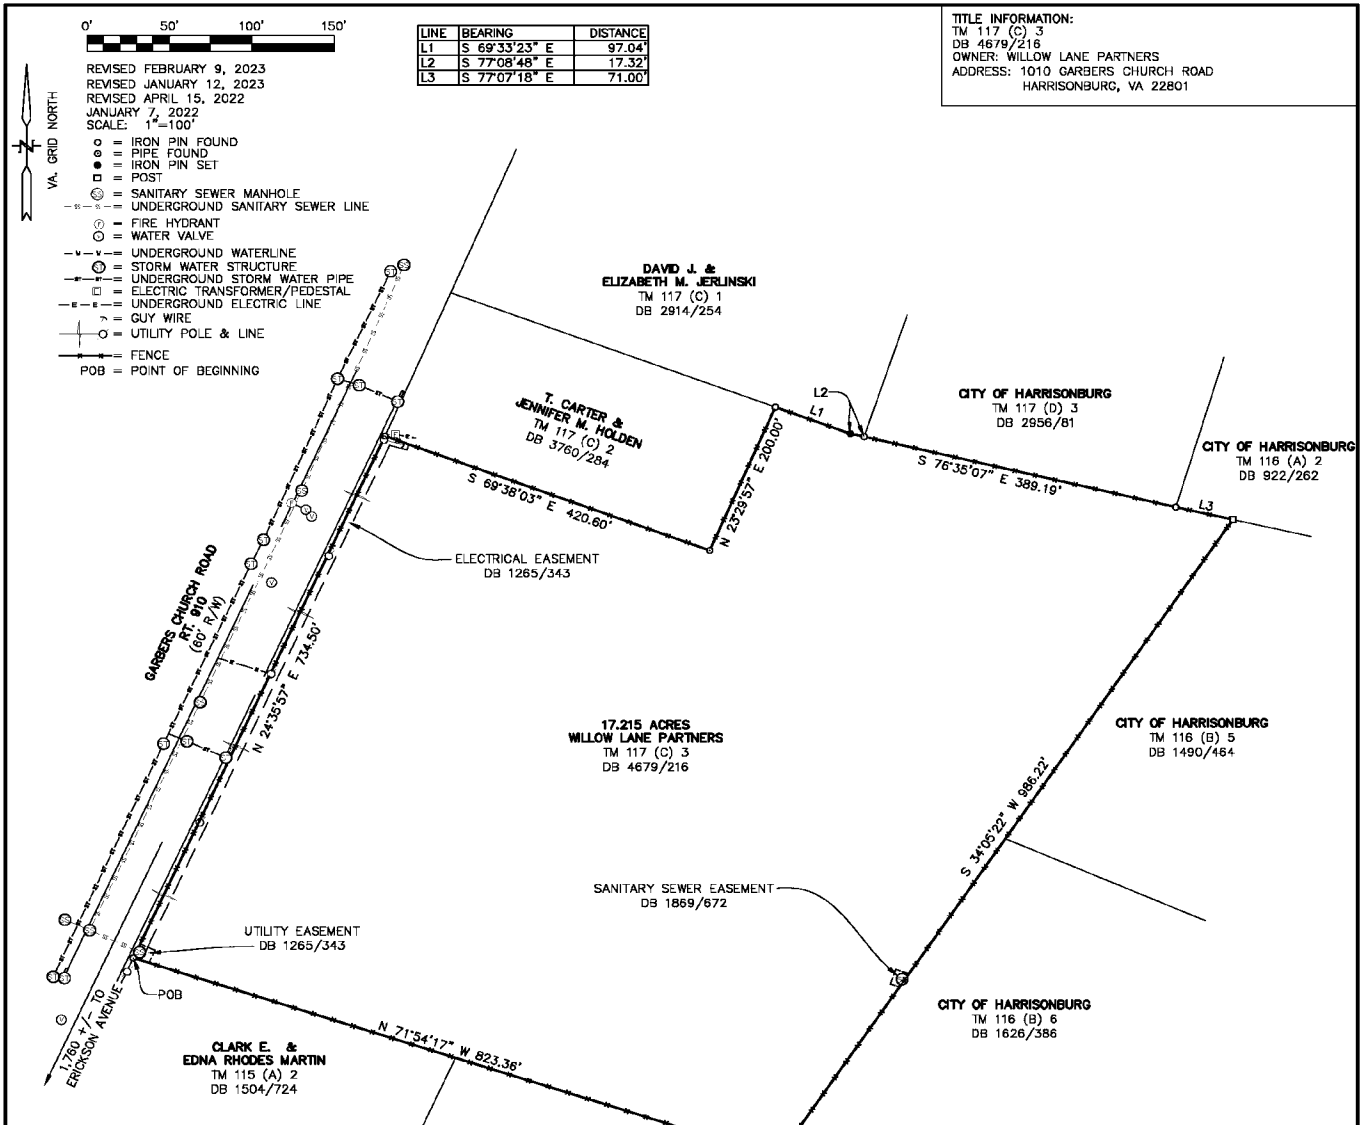 0' 50' 100' 150'
REVISED FEBRUARY 9, 2023
REVISED JANUARY 12, 2023
REVISED APRIL 15, 2022
JANUARY 7, 2022
SCALE: 1"=100'
VA. GRID NORTH
N
○ = IRON PIN FOUND
= PIPE FOUND
● = IRON PIN SET
□ = POST
SS = SANITARY SEWER MANHOLE
SS SS = UNDERGROUND SANITARY SEWER LINE
F = FIRE HYDRANT
= WATER VALVE
W W = UNDERGROUND WATERLINE
ST = STORM WATER STRUCTURE
ST ST = UNDERGROUND STORM WATER PIPE
E = ELECTRIC TRANSFORMER/PEDESTAL
E E = UNDERGROUND ELECTRIC LINE
= GUY WIRE
= UTILITY POLE & LINE
= FENCE
POB = POINT OF BEGINNING
LINE BEARING DISTANCE
L1 S 69°33'23" E 97.04'
L2 S 77°08'48" E 17.32'
L3 S 77°07'18" E 71.00'
TITLE INFORMATION:
TM 117 (C) 3
DB 4679/216
OWNER: WILLOW LANE PARTNERS
ADDRESS: 1010 GARBERS CHURCH ROAD
HARRISONBURG, VA 22801
DAVID J. &
ELIZABETH M. JERLINSKI
TM 117 (C) 1
DB 2914/254
T. CARTER &
JENNIFER M. HOLDEN
TM 117 (C) 2
DB 3760/284
S 69°38'03" E 420.60'
N 23°29'57" E 200.00'
L1
L2
CITY OF HARRISONBURG
TM 117 (D) 3
DB 2956/81
S 76°35'07" E 389.19'
CITY OF HARRISONBURG
TM 116 (A) 2
DB 922/262
L3
ELECTRICAL EASEMENT
DB 1265/343
GARBERS CHURCH ROAD
RT. 910
(60' R/W)
N 24°35'57" E 734.50'
17.215 ACRES
WILLOW LANE PARTNERS
TM 117 (C) 3
DB 4679/216
CITY OF HARRISONBURG
TM 116 (B) 5
DB 1490/464
S 34°05'22" W 986.22'
SANITARY SEWER EASEMENT
DB 1869/672
UTILITY EASEMENT
DB 1265/343
POB
1,760 +/- TO
ERICKSON AVENUE
N 71°54'17" W 823.36'
CLARK E. &
EDNA RHODES MARTIN
TM 115 (A) 2
DB 1504/724
CITY OF HARRISONBURG
TM 116 (B) 6
DB 1626/386